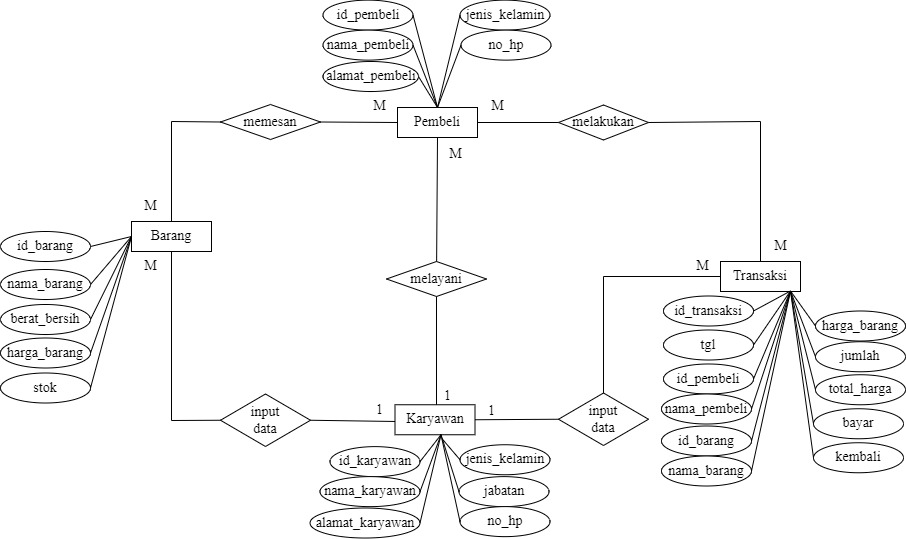 id_pembeli
nama_pembeli
alamat_pembeli
jenis_kelamin
no_hp
M
M
memesan
Pembeli
melakukan
M
M
Barang
M
M
M
Transaksi
id_barang
nama_barang
berat_bersih
harga_barang
stok
melayani
id_transaksi
tgl
id_pembeli
nama_pembeli
id_barang
nama_barang
harga_barang
jumlah
total_harga
bayar
kembali
input
data
1
1
Karyawan
1
input
data
id_karyawan
nama_karyawan
alamat_karyawan
jenis_kelamin
jabatan
no_hp